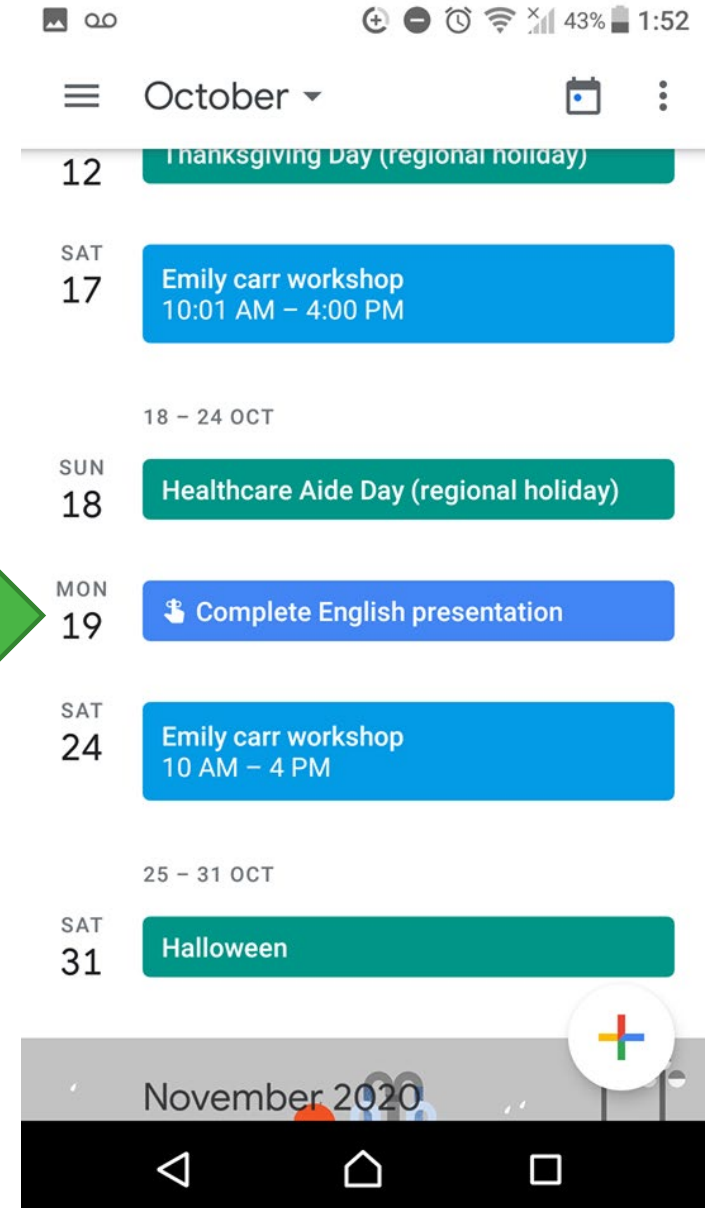 43% 1:52
October
12 Thanksgiving Day (regional holiday)
SAT
17
Emily carr workshop
10:01 AM – 4:00 PM
18 – 24 OCT
SUN
18
Healthcare Aide Day (regional holiday)
MON
19
Complete English presentation
SAT
24
Emily carr workshop
10 AM – 4 PM
25 – 31 OCT
SAT
31
Halloween
November 2020